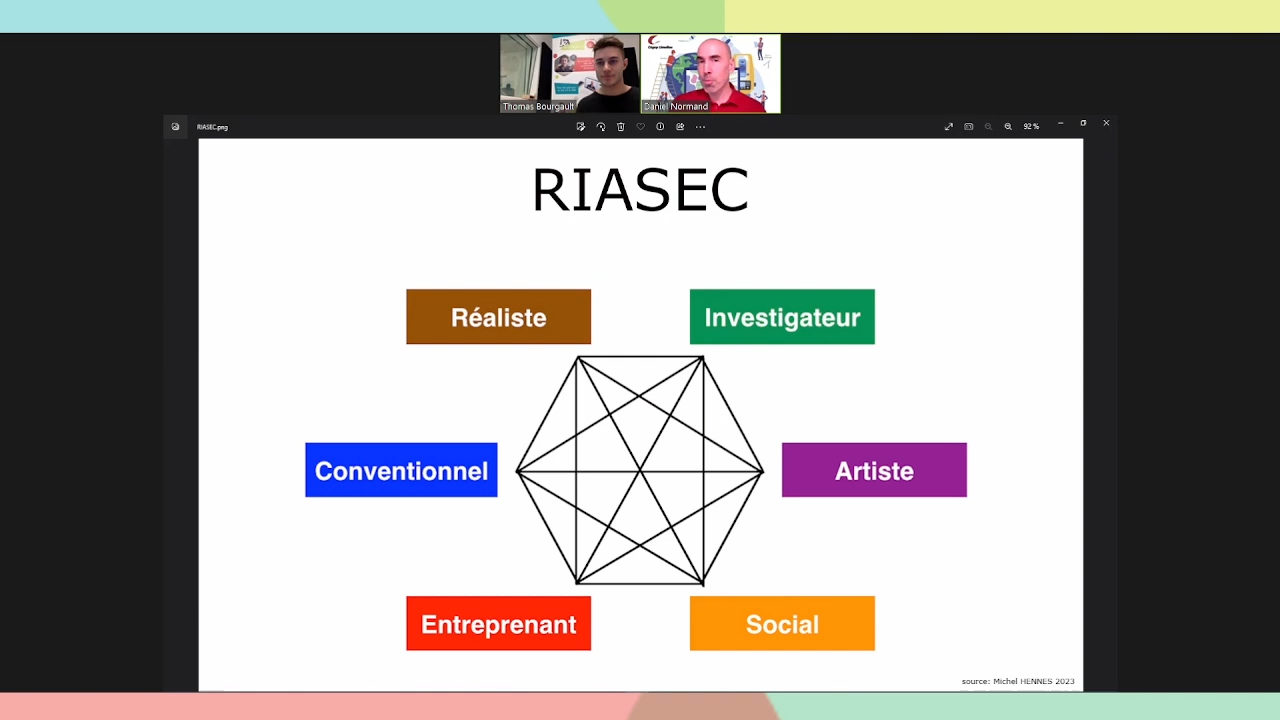 Thomas Bourgault
Daniel Normand
RIASEC.png
92 %
RIASEC
Réaliste
Investigateur
Conventionnel
Artiste
Entreprenant
Social
source: Michel HENNES 2023